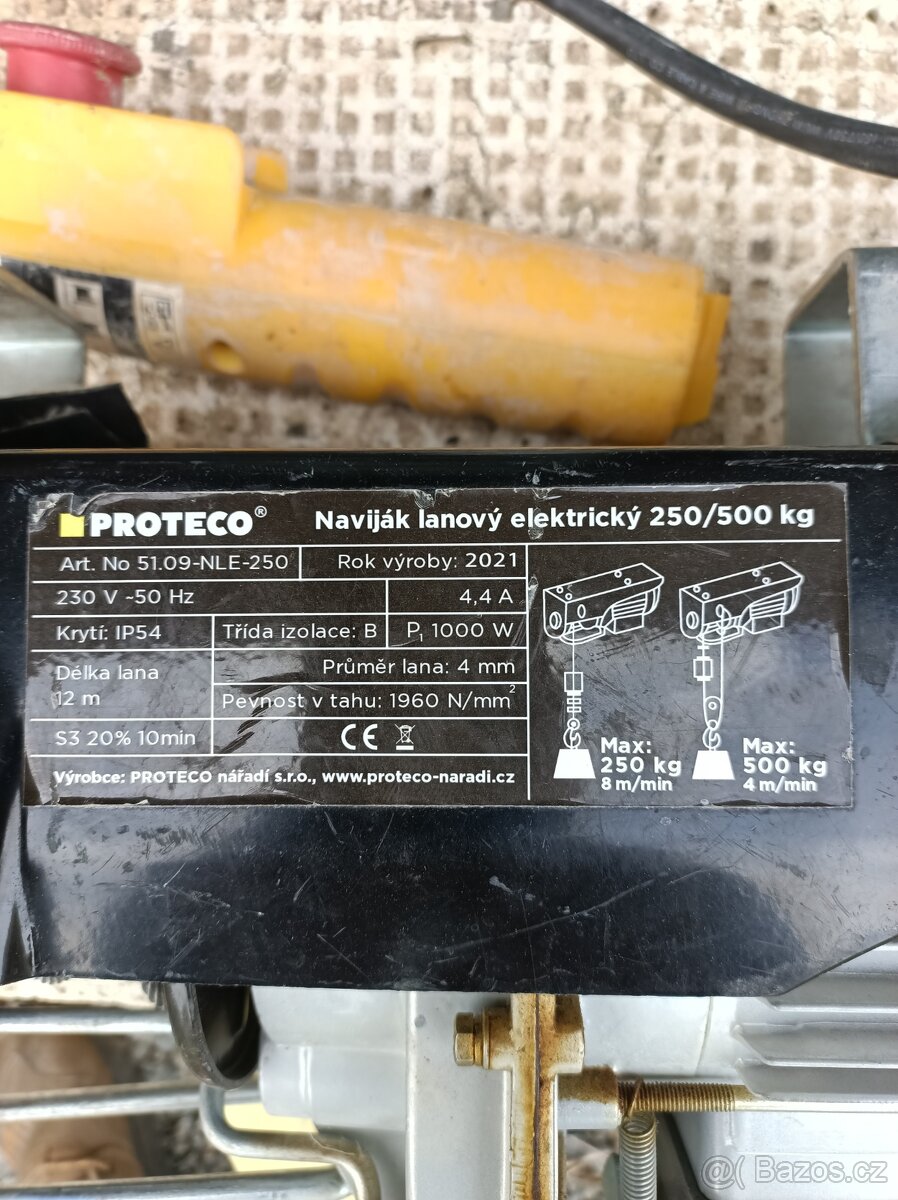 PROTECO®
Naviják lanový elektrický 250/500 kg
Art. No 51.09-NLE-250
Rok výroby: 2021
230 V ~50 Hz
4,4 A
Krytí: IP54
Třída izolace: B
P₁ 1000 W
Délka lana
12 m
Průměr lana: 4 mm
Pevnost v tahu: 1960 N/mm²
S3 20% 10min
CE
Výrobce: PROTECO nářadí s.r.o., www.proteco-naradi.cz
Max:
250 kg
8 m/min
Max:
500 kg
4 m/min
@( Bazos.cz